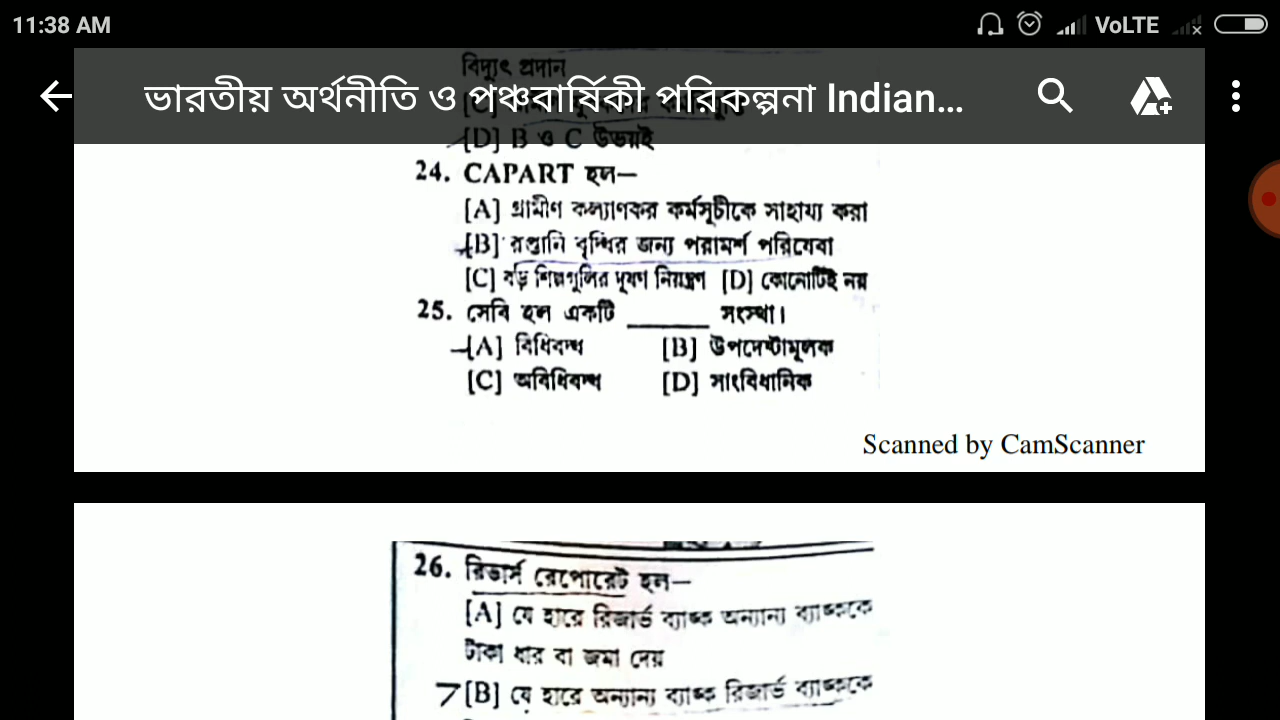 11:38 AM
VoLTE
বিদ্যুৎ প্রদান
ভারতীয় অর্থনীতি ও পঞ্চবার্ষিকী পরিকল্পনা Indian...
[C]
[D] B ও C উভয়ই
24. CAPART হল—
[A] গ্রামীণ কল্যাণকর কর্মসূচীকে সাহায্য করা
[B] রপ্তানি বৃদ্ধির জন্য পরামর্শ পরিষেবা
[C] বড় শিল্পগুলির দূষণ নিয়ন্ত্রণ [D] কোনোটিই নয়
25. সেবি হল একটি ______ সংস্থা।
[A] বিধিবদ্ধ [B] উপদেষ্টামূলক
[C] অবিধিবদ্ধ [D] সাংবিধানিক
Scanned by CamScanner
26. রিভার্স রেপোরেট হল—
[A] যে হারে রিজার্ভ ব্যাঙ্ক অন্যান্য ব্যাঙ্ককে
টাকা ধার বা জমা দেয়
[B] যে হারে অন্যান্য ব্যাঙ্ক রিজার্ভ ব্যাঙ্ককে